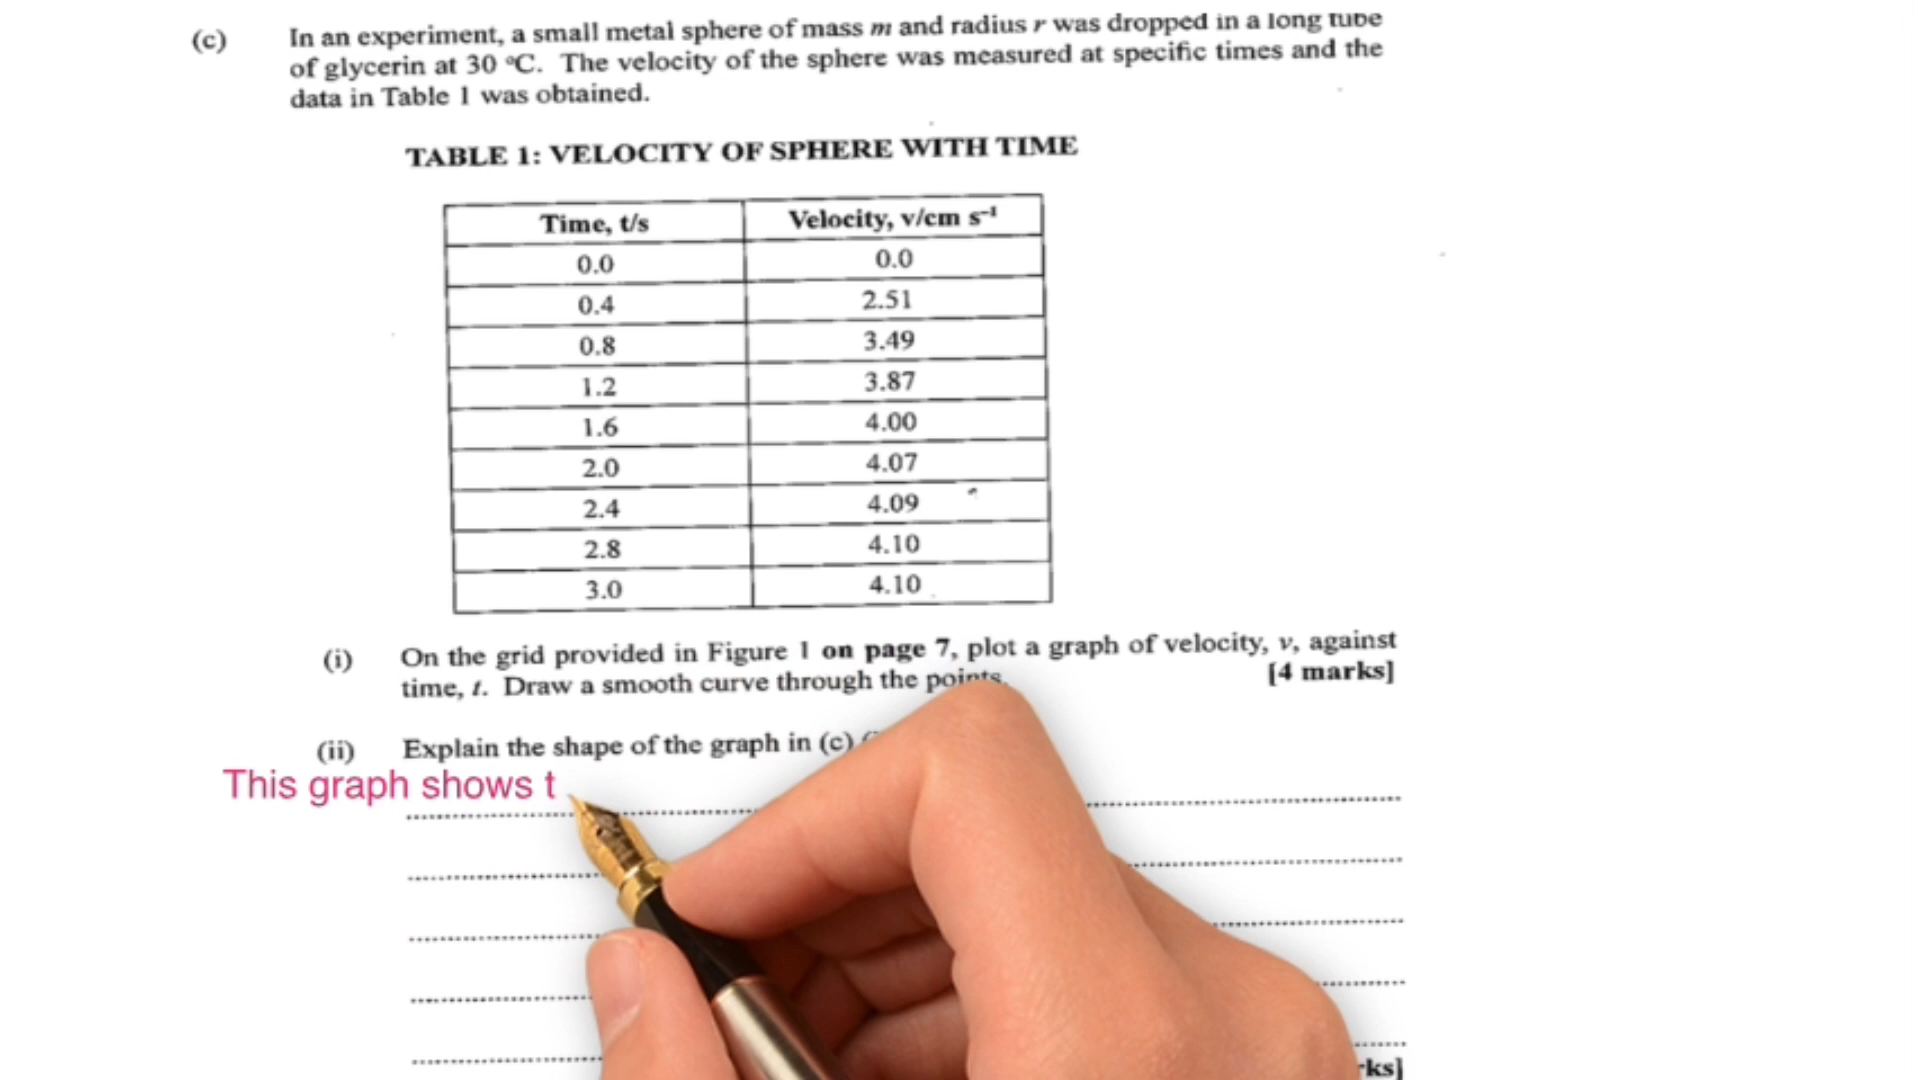 (c) In an experiment, a small metal sphere of mass m and radius r was dropped in a long tube
of glycerin at 30 °C. The velocity of the sphere was measured at specific times and the
data in Table 1 was obtained.
TABLE 1: VELOCITY OF SPHERE WITH TIME
Time, t/s Velocity, v/cm s⁻¹
0.0 0.0
0.4 2.51
0.8 3.49
1.2 3.87
1.6 4.00
2.0 4.07
2.4 4.09
2.8 4.10
3.0 4.10
(i) On the grid provided in Figure 1 on page 7, plot a graph of velocity, v, against
time, t. Draw a smooth curve through the points. [4 marks]
(ii) Explain the shape of the graph in (c)
This graph shows t